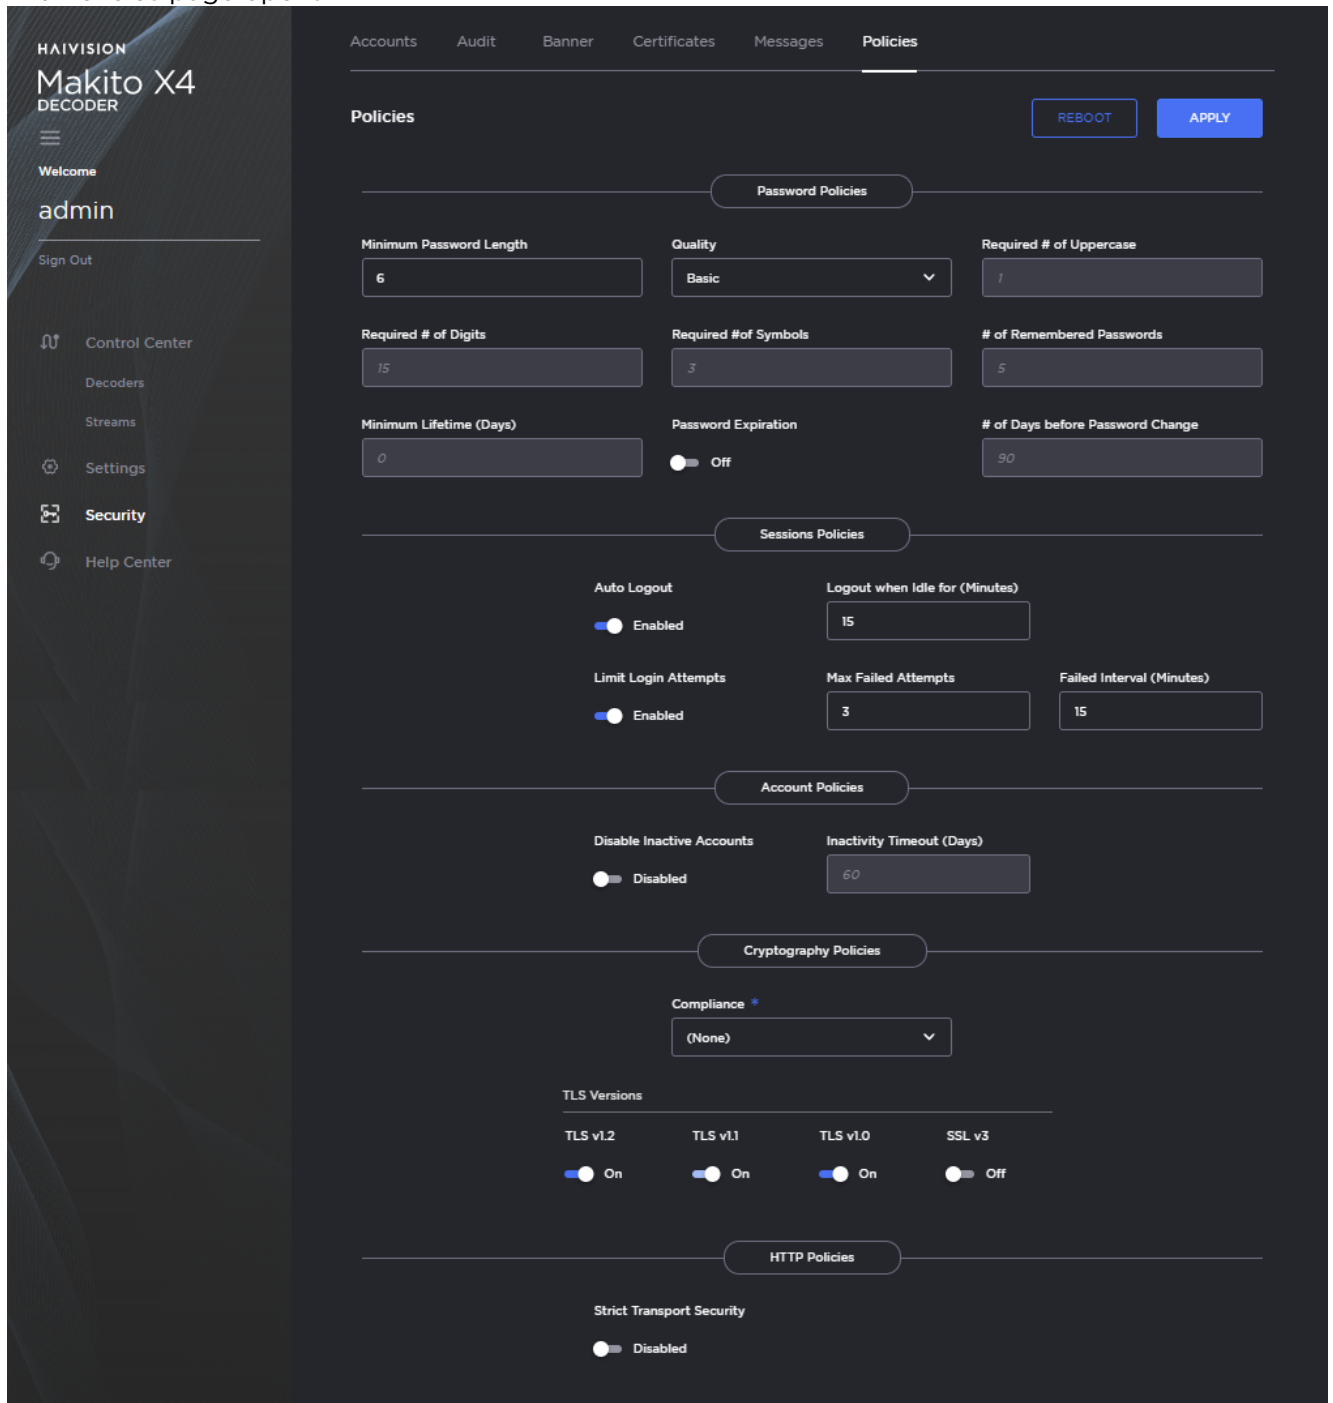 HAIVISION
Makito X4
DECODER
Welcome
admin
Sign Out
Control Center
Decoders
Streams
Settings
Security
Help Center
Accounts Audit Banner Certificates Messages Policies
Policies REBOOT APPLY
Password Policies
Minimum Password Length Quality Required # of Uppercase
6 Basic 1
Required # of Digits Required #of Symbols # of Remembered Passwords
15 3 5
Minimum Lifetime (Days) Password Expiration # of Days before Password Change
0 Off 90
Sessions Policies
Auto Logout Logout when Idle for (Minutes)
Enabled 15
Limit Login Attempts Max Failed Attempts Failed Interval (Minutes)
Enabled 3 15
Account Policies
Disable Inactive Accounts Inactivity Timeout (Days)
Disabled 60
Cryptography Policies
Compliance *
(None)
TLS Versions
TLS v1.2 TLS v1.1 TLS v1.0 SSL v3
On On On Off
HTTP Policies
Strict Transport Security
Disabled